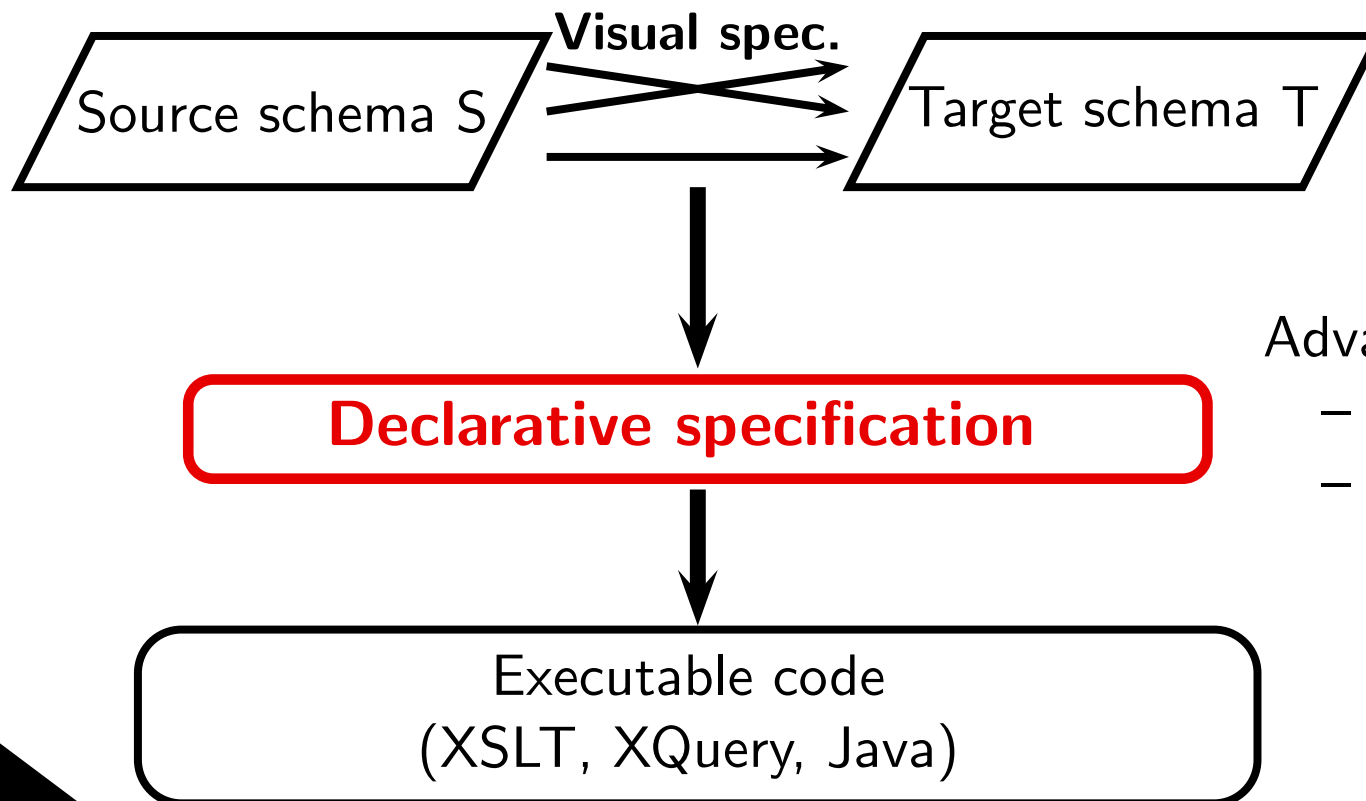 Visual spec.
Source schema S
Target schema T
Declarative specification
–
–
Executable code
(XSLT, XQuery, Java)